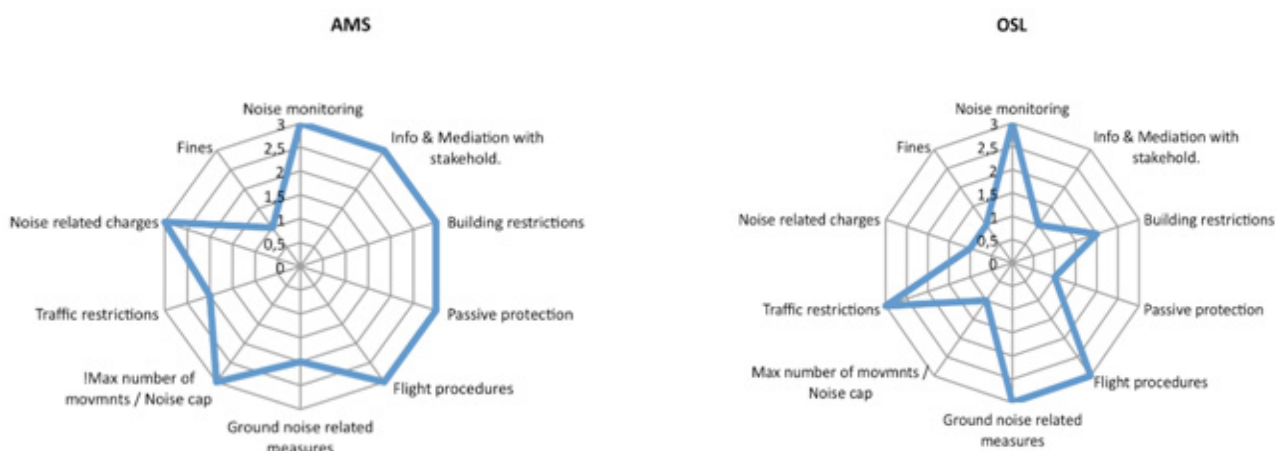 AMS
Noise monitoring
3
2,5
2
1,5
1
0,5
0
Info & Mediation with
stakehold.
Building restrictions
Passive protection
Flight procedures
Ground noise related
measures
!Max number of
movmnts / Noise cap
Traffic restrictions
Noise related charges
Fines
OSL
Noise monitoring
3
2,5
2
1,5
1
0,5
0
Info & Mediation with
stakehold.
Building restrictions
Passive protection
Flight procedures
Ground noise related
measures
Max number of movmnts /
Noise cap
Traffic restrictions
Noise related charges
Fines